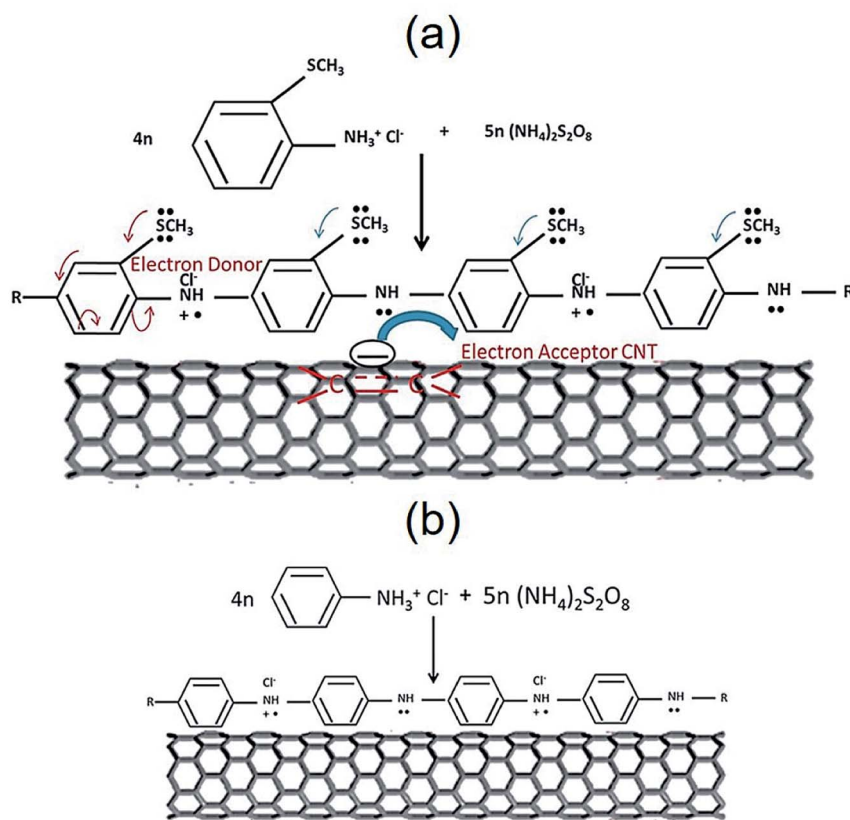 (a)
SCH₃
4n NH₃⁺ Cl⁻ + 5n (NH₄)₂S₂O₈
SCH₃ SCH₃ SCH₃ SCH₃
Electron Donor
Cl⁻ Cl⁻
R NH NH NH NH R
+ • •• + • ••
−
Electron Acceptor CNT
C C
(b)
4n NH₃⁺ Cl⁻ + 5n (NH₄)₂S₂O₈
Cl⁻ Cl⁻
R NH NH NH NH R
+ • •• + • ••